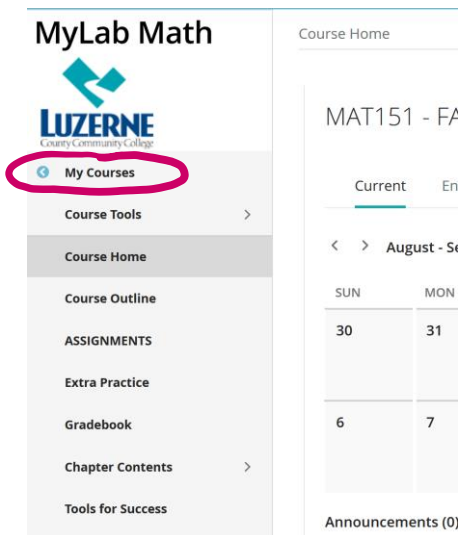 MyLab Math
LUZERNE
County Community College
My Courses
Course Tools
Course Home
Course Outline
ASSIGNMENTS
Extra Practice
Gradebook
Chapter Contents
Tools for Success
Course Home
MAT151 - FA
Current En
August - Se
SUN MON
30 31
6 7
Announcements (0)